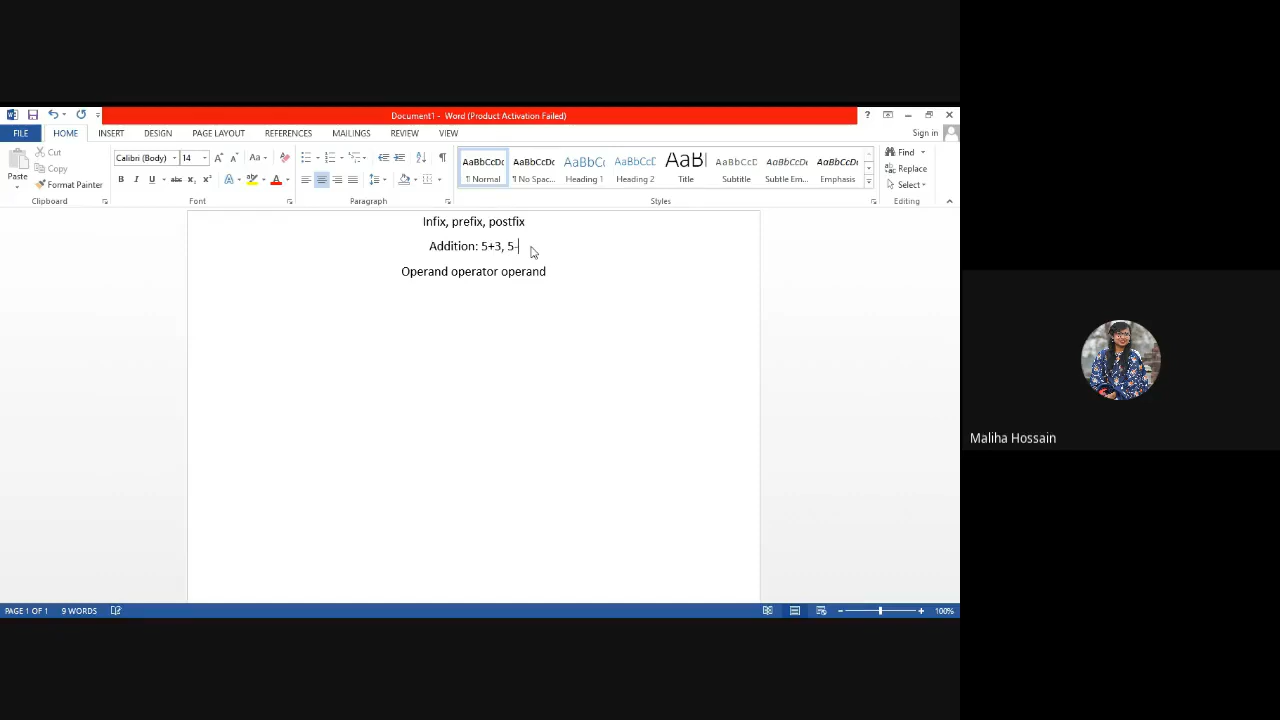 Document1 - Word (Product Activation Failed)
FILE HOME INSERT DESIGN PAGE LAYOUT REFERENCES MAILINGS REVIEW VIEW Sign in
Paste Cut Copy Format Painter
Calibri (Body) 14
AaBbCcDc AaBbCcDc AaBbCc AaBbCcD AaBl AaBbCcD AaBbCcDc AaBbCcDc
¶ Normal ¶ No Spac... Heading 1 Heading 2 Title Subtitle Subtle Em... Emphasis
Find Replace Select
Clipboard Font Paragraph Styles Editing
Infix, prefix, postfix
Addition: 5+3, 5-
Operand operator operand
Maliha Hossain
PAGE 1 OF 1 9 WORDS 100%